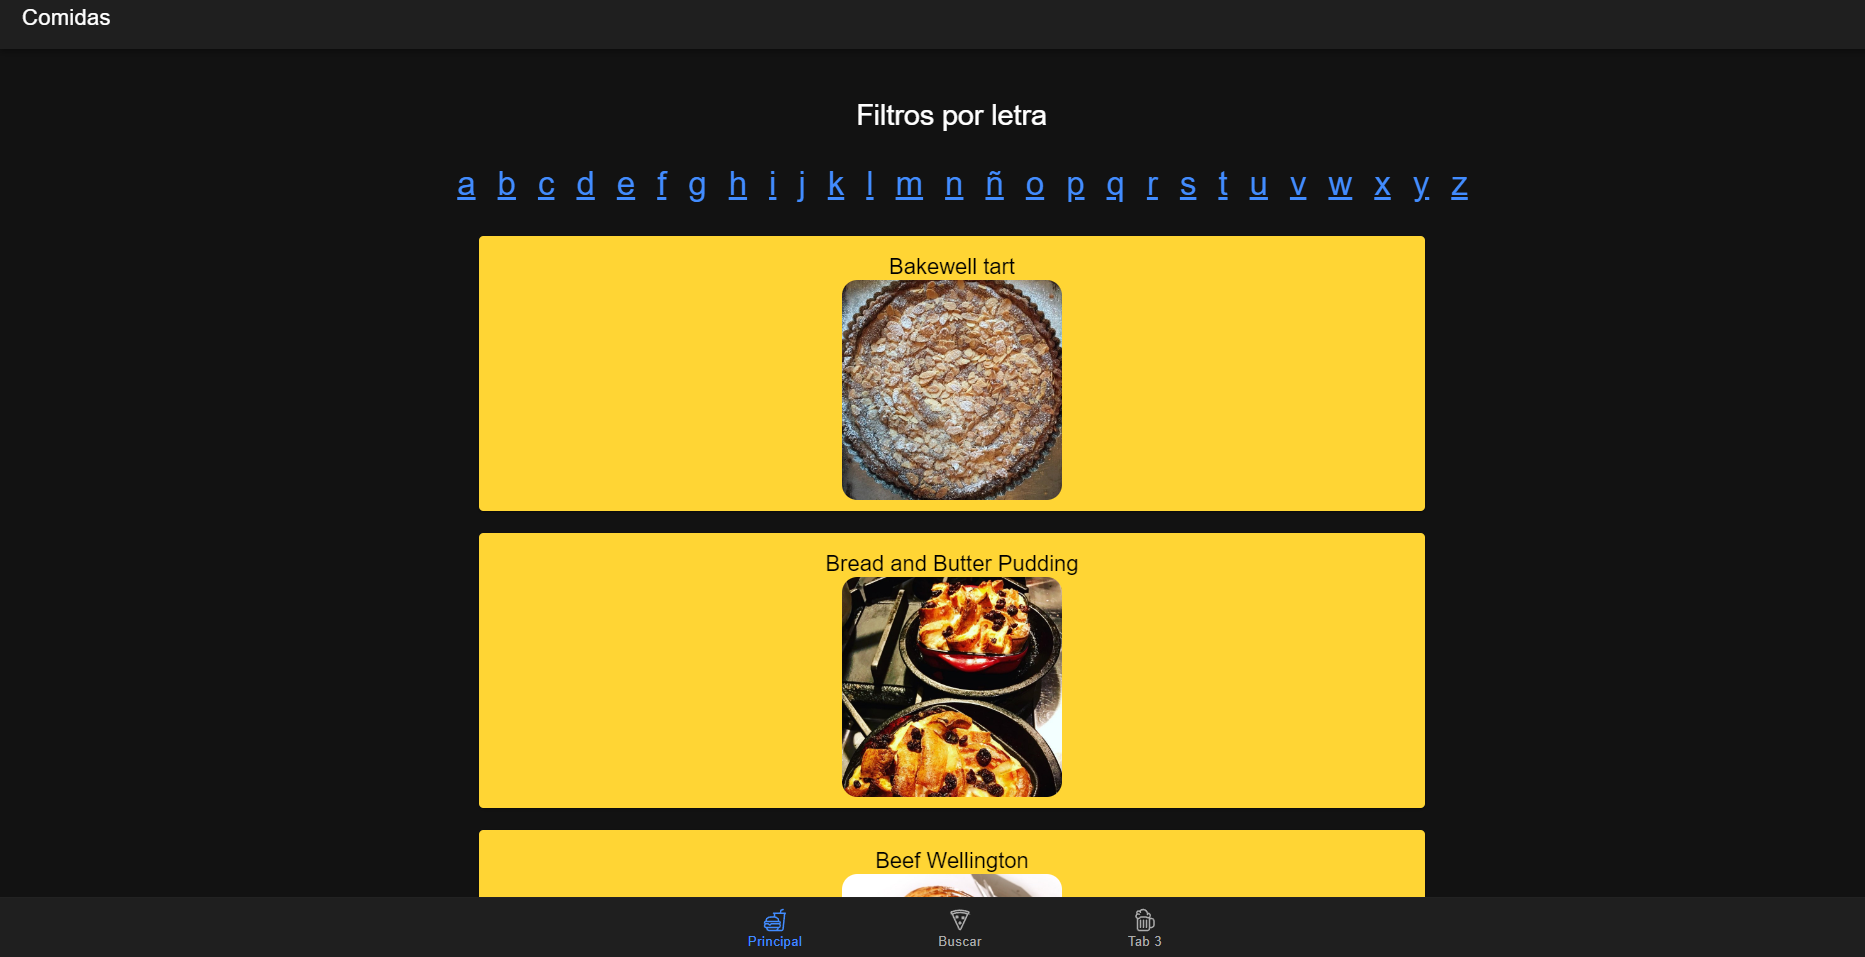 Comidas
Filtros por letra
a b c d e f g h i j k l m n ñ o p q r s t u v w x y z
Bakewell tart
Bread and Butter Pudding
Beef Wellington
Principal Buscar Tab 3